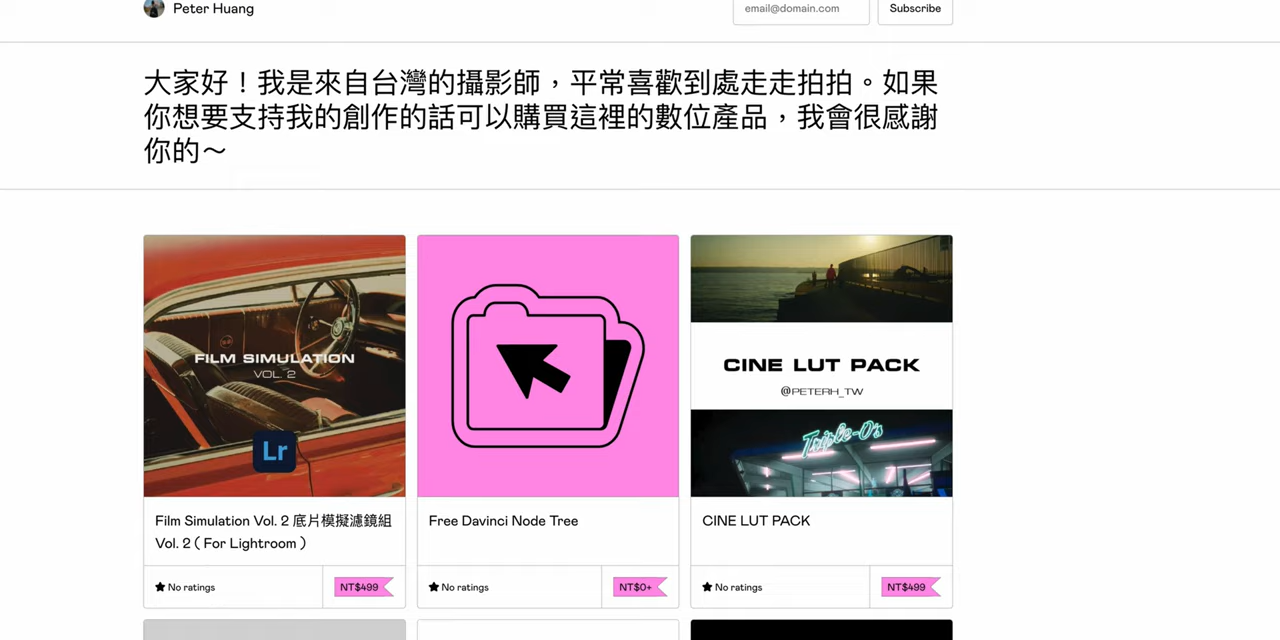 Peter Huang
email@domain.com
Subscribe
大家好！我是來自台灣的攝影師，平常喜歡到處走走拍拍。如果
你想要支持我的創作的話可以購買這裡的數位產品，我會很感謝
你的～
FILM SIMULATION
VOL. 2
Lr
CINE LUT PACK
@PETERH_TW
Triple-O's
Film Simulation Vol. 2 底片模擬濾鏡組
Vol. 2 ( For Lightroom )
Free Davinci Node Tree
CINE LUT PACK
No ratings
NT$499
No ratings
NT$0+
No ratings
NT$499